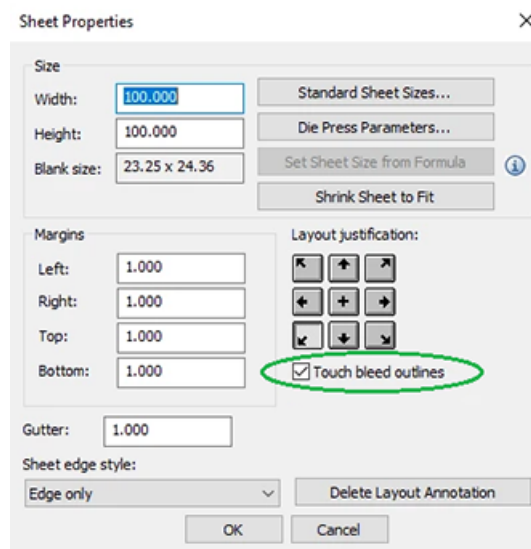 Sheet Properties
Size
Width: 100.000 Standard Sheet Sizes...
Height: 100.000 Die Press Parameters...
Blank size: 23.25 x 24.36 Set Sheet Size from Formula
Shrink Sheet to Fit
Margins Layout justification:
Left: 1.000
Right: 1.000
Top: 1.000
Bottom: 1.000 Touch bleed outlines
Gutter: 1.000
Sheet edge style:
Edge only Delete Layout Annotation
OK Cancel